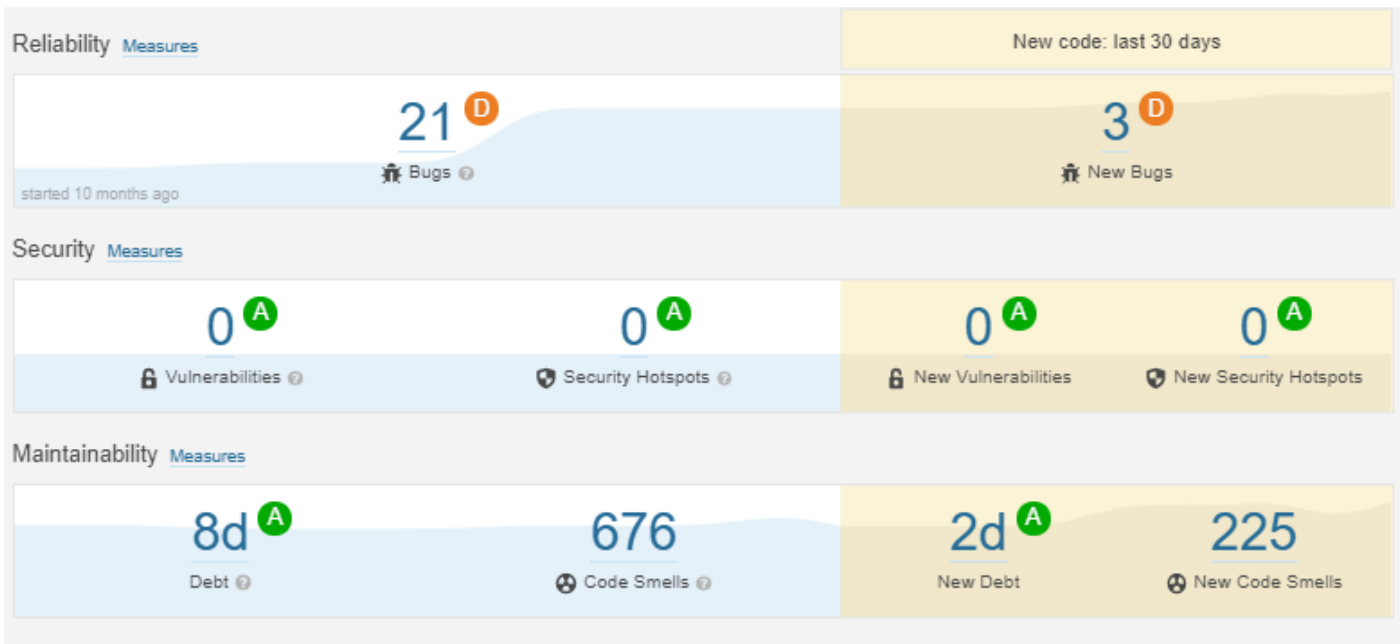 Reliability Measures
New code: last 30 days
21 D
3 D
Bugs ?
New Bugs
started 10 months ago
Security Measures
0 A
0 A
0 A
0 A
Vulnerabilities ?
Security Hotspots ?
New Vulnerabilities
New Security Hotspots
Maintainability Measures
8d A
676
2d A
225
Debt ?
Code Smells ?
New Debt
New Code Smells